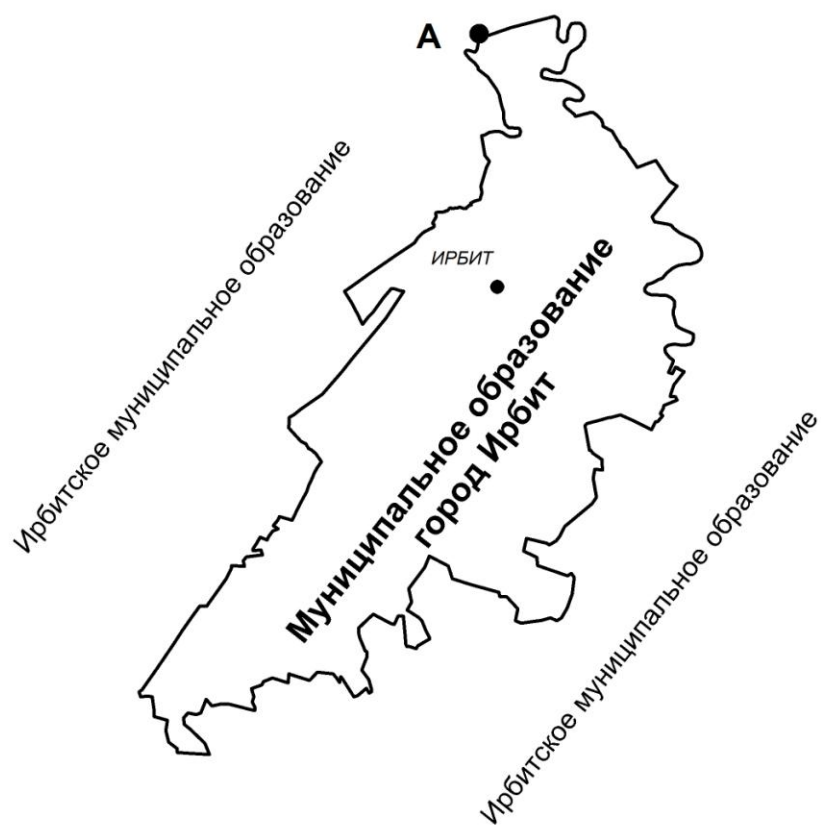 А
Ирбитское муниципальное образование
ИРБИТ
Муниципальное образование
город Ирбит
Ирбитское муниципальное образование